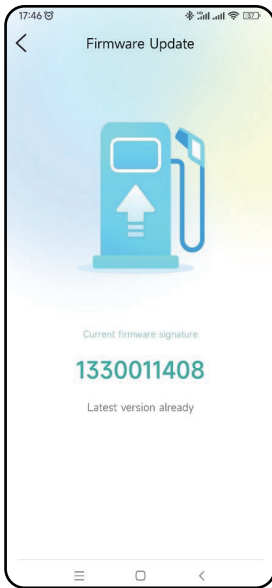 17:46
Firmware Update
Current firmware signature
1330011408
Latest version already